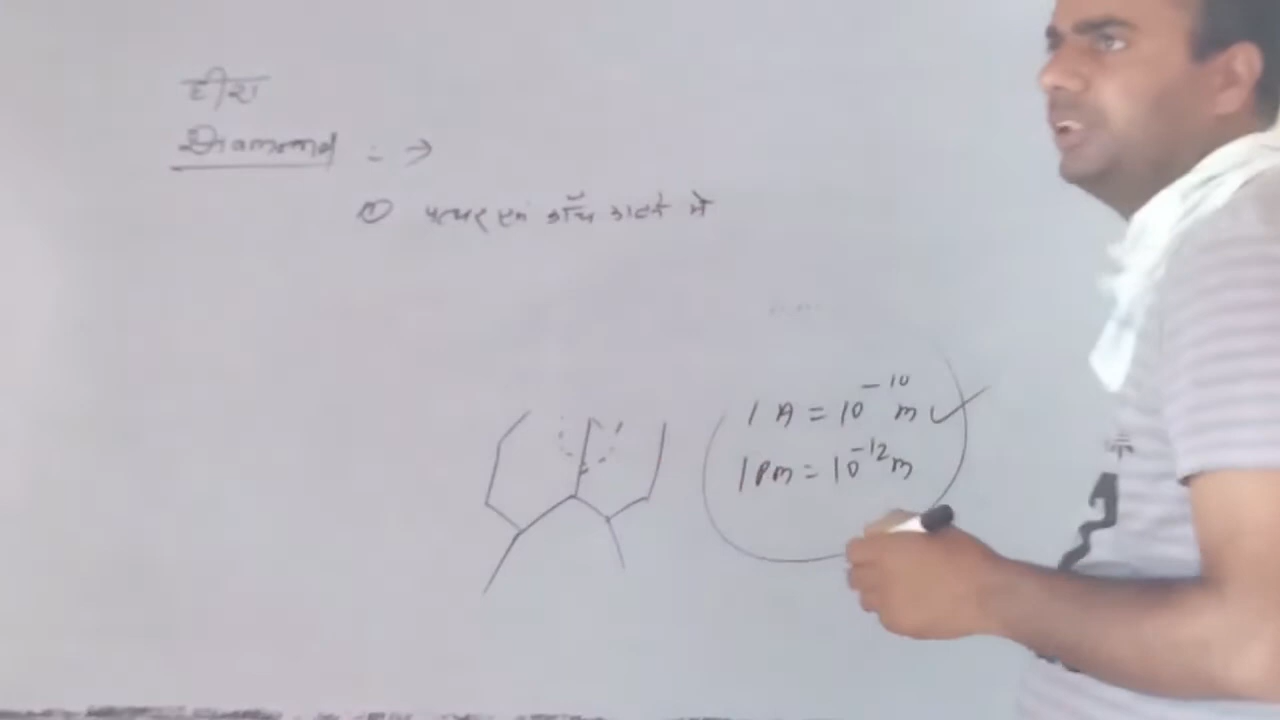 हीरा
Diamond : →
① पत्थर एवं काँच काटने में
1 A = 10⁻¹⁰ m ✓
1 Pm = 10⁻¹² m